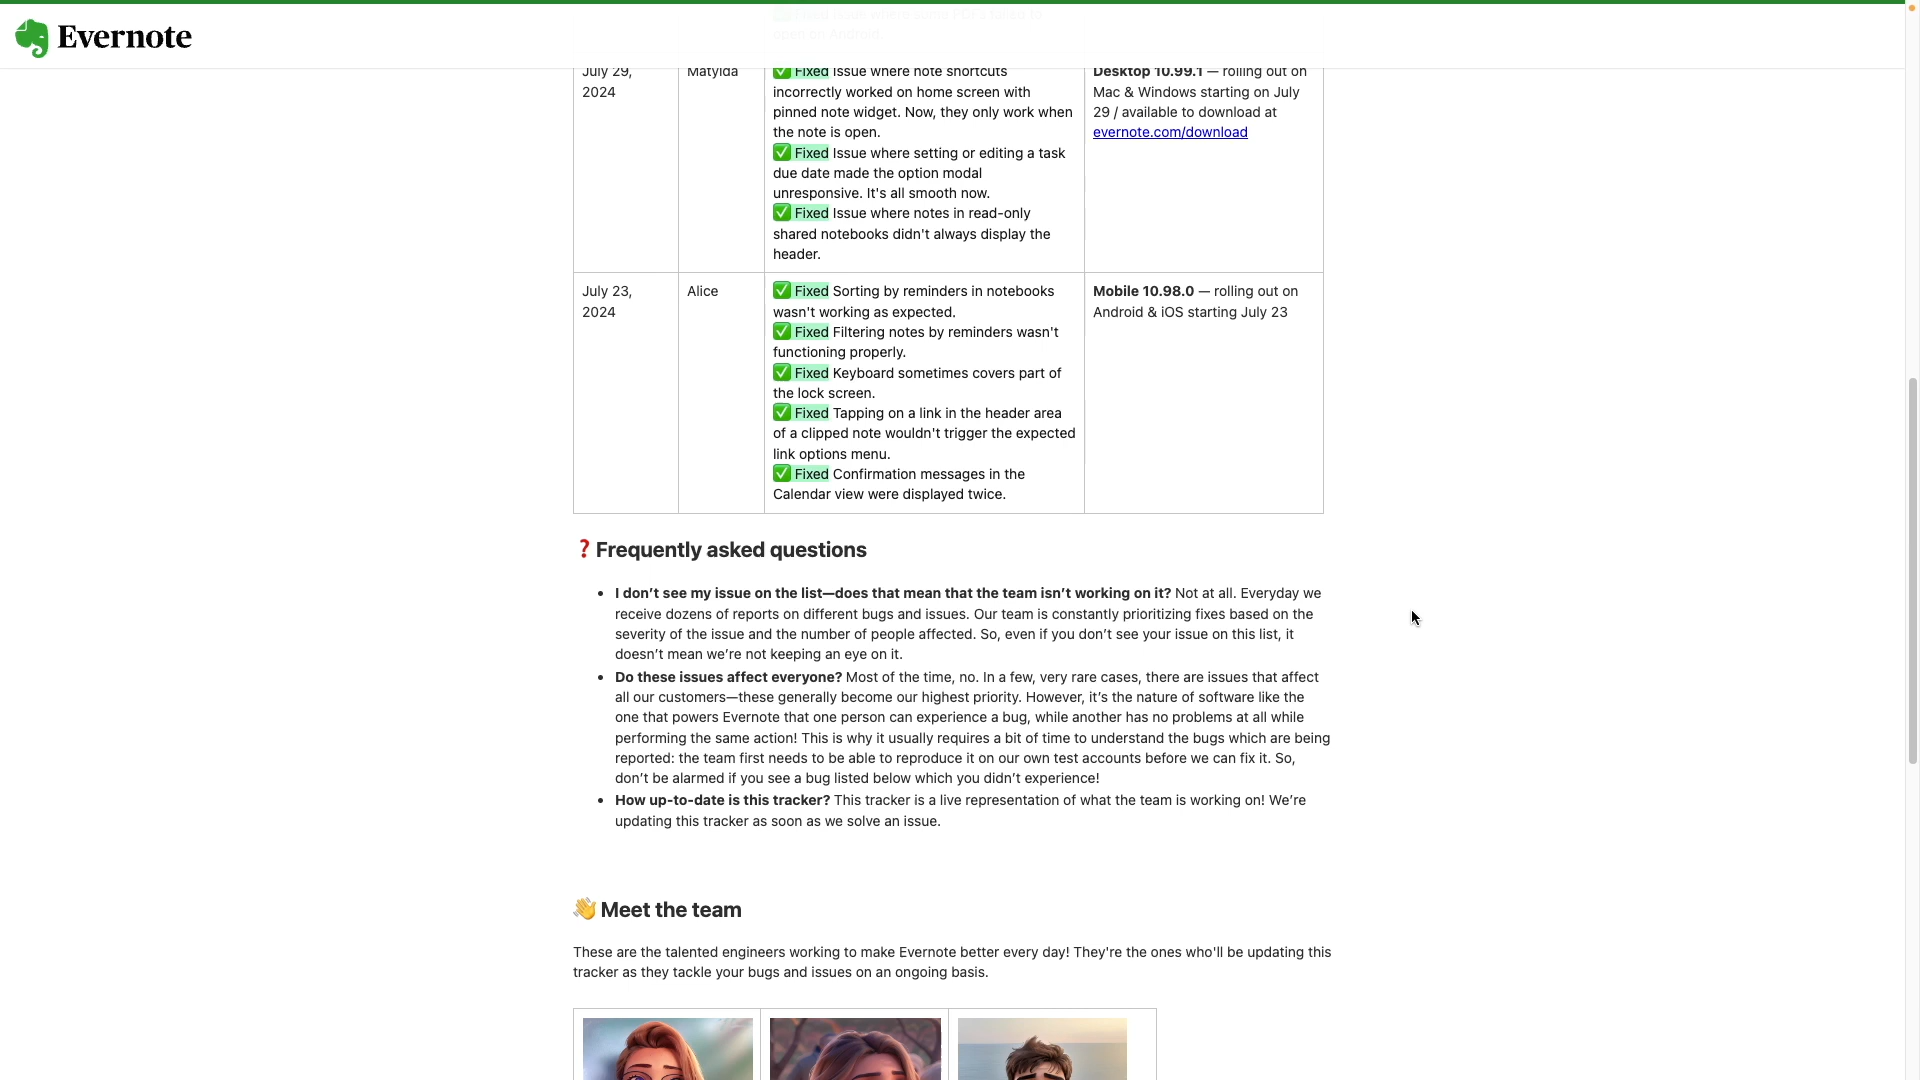 Evernote
July 29,
2024
Matylda
✅ Fixed Issue where note shortcuts
incorrectly worked on home screen with
pinned note widget. Now, they only work when
the note is open.
✅ Fixed Issue where setting or editing a task
due date made the option modal
unresponsive. It's all smooth now.
✅ Fixed Issue where notes in read-only
shared notebooks didn't always display the
header.
Desktop 10.99.1 — rolling out on
Mac & Windows starting on July
29 / available to download at
evernote.com/download
July 23,
2024
Alice
✅ Fixed Sorting by reminders in notebooks
wasn't working as expected.
✅ Fixed Filtering notes by reminders wasn't
functioning properly.
✅ Fixed Keyboard sometimes covers part of
the lock screen.
✅ Fixed Tapping on a link in the header area
of a clipped note wouldn't trigger the expected
link options menu.
✅ Fixed Confirmation messages in the
Calendar view were displayed twice.
Mobile 10.98.0 — rolling out on
Android & iOS starting July 23
❓Frequently asked questions
• I don’t see my issue on the list—does that mean that the team isn’t working on it? Not at all. Everyday we
receive dozens of reports on different bugs and issues. Our team is constantly prioritizing fixes based on the
severity of the issue and the number of people affected. So, even if you don’t see your issue on this list, it
doesn’t mean we’re not keeping an eye on it.
• Do these issues affect everyone? Most of the time, no. In a few, very rare cases, there are issues that affect
all our customers—these generally become our highest priority. However, it’s the nature of software like the
one that powers Evernote that one person can experience a bug, while another has no problems at all while
performing the same action! This is why it usually requires a bit of time to understand the bugs which are being
reported: the team first needs to be able to reproduce it on our own test accounts before we can fix it. So,
don’t be alarmed if you see a bug listed below which you didn’t experience!
• How up-to-date is this tracker? This tracker is a live representation of what the team is working on! We’re
updating this tracker as soon as we solve an issue.
👋 Meet the team
These are the talented engineers working to make Evernote better every day! They're the ones who'll be updating this
tracker as they tackle your bugs and issues on an ongoing basis.